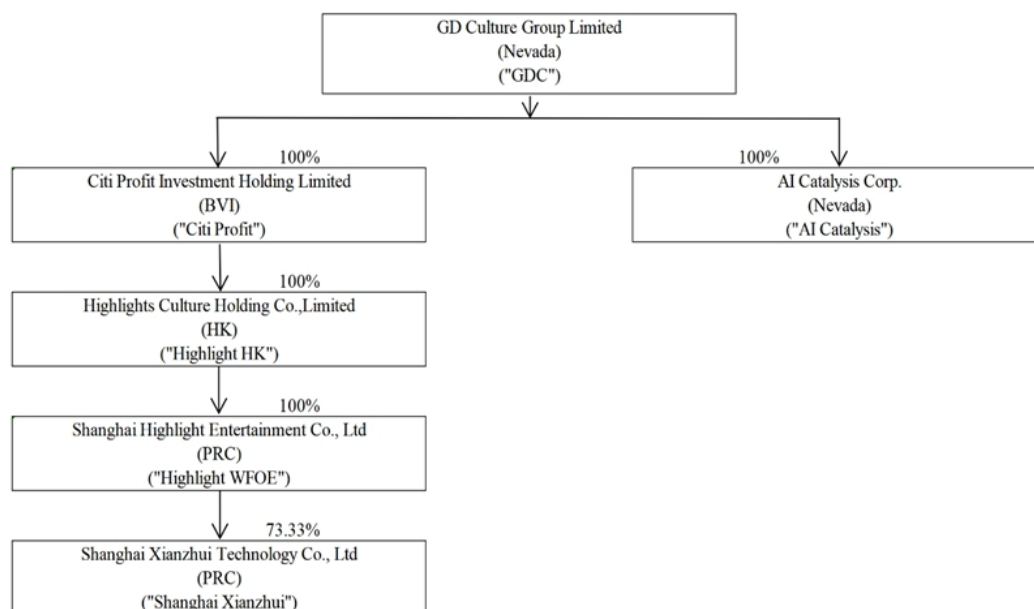 GD Culture Group Limited
(Nevada)
("GDC")
100%
Citi Profit Investment Holding Limited
(BVI)
("Citi Profit")
100%
AI Catalysis Corp.
(Nevada)
("AI Catalysis")
100%
Highlights Culture Holding Co.,Limited
(HK)
("Highlight HK")
100%
Shanghai Highlight Entertainment Co., Ltd
(PRC)
("Highlight WFOE")
73.33%
Shanghai Xianzhui Technology Co., Ltd
(PRC)
("Shanghai Xianzhui")